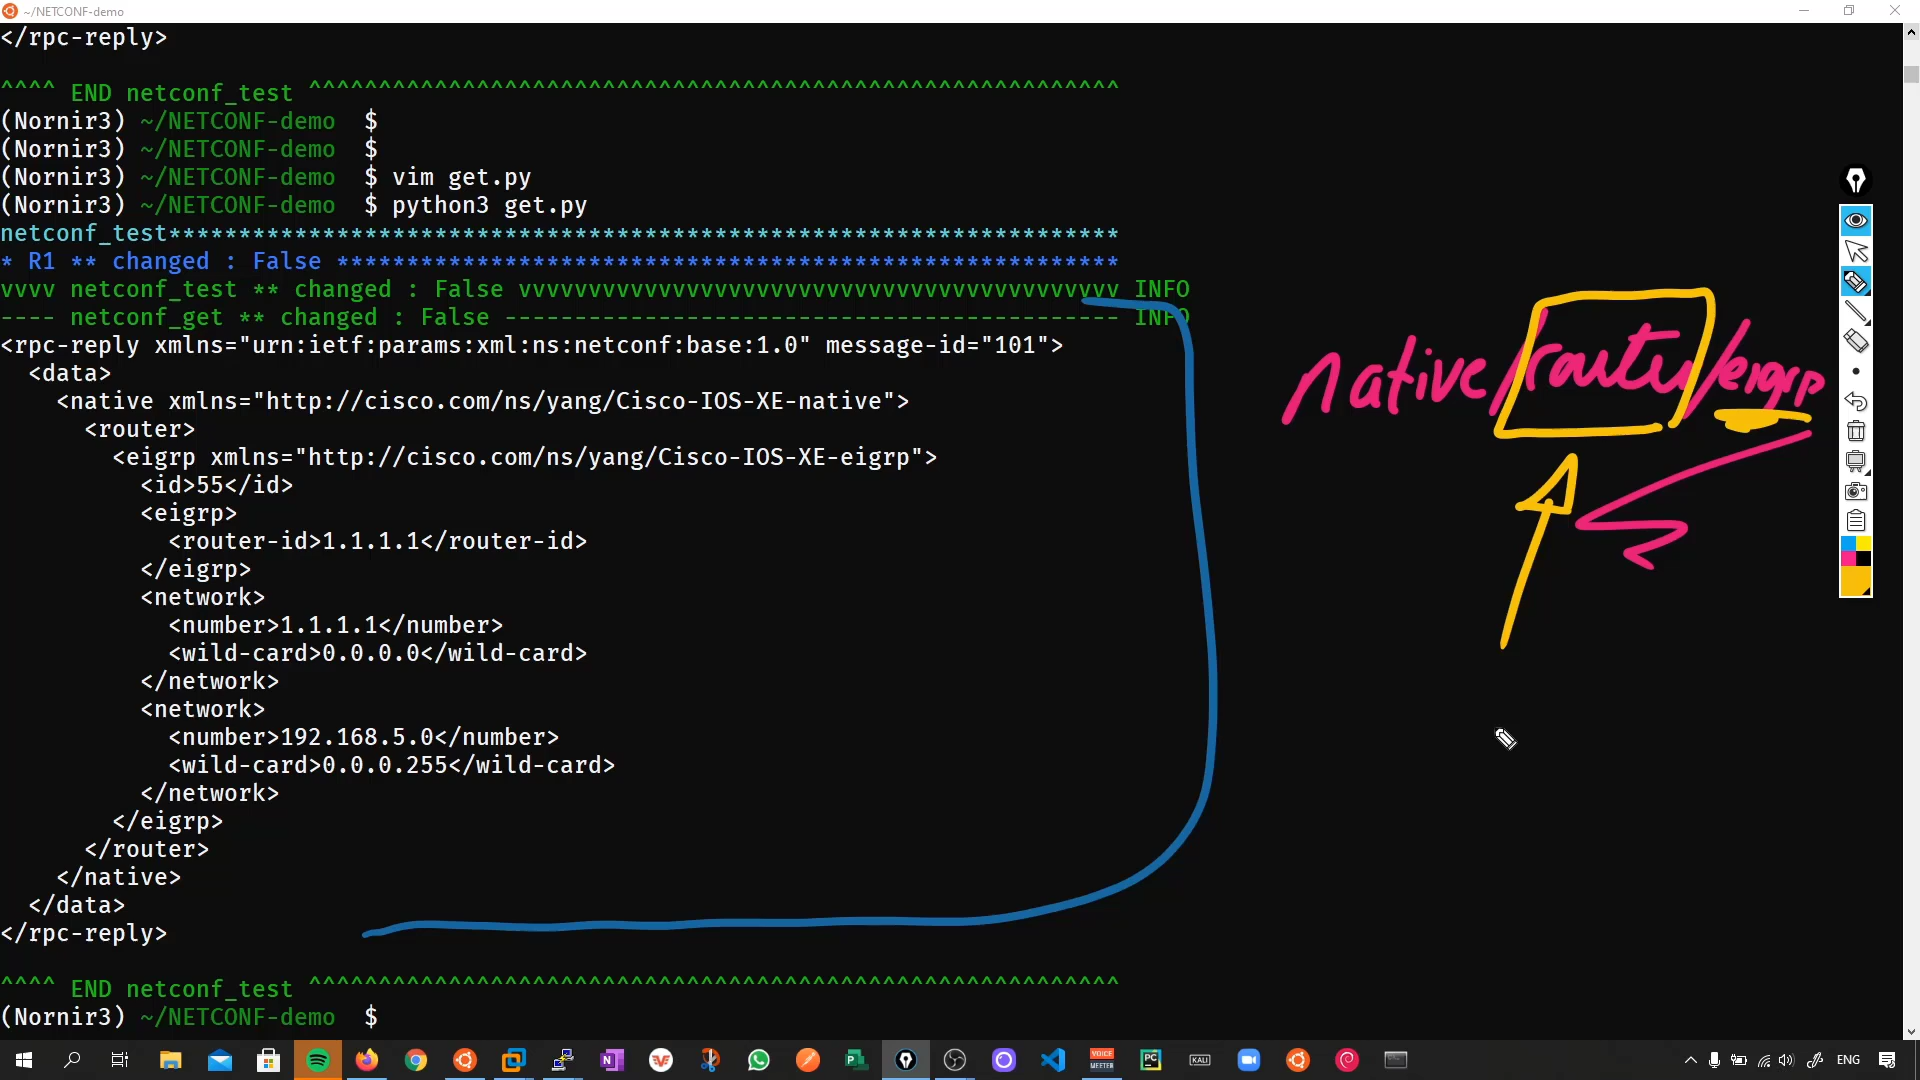 ~/NETCONF-demo
</rpc-reply>
^^^^ END netconf_test ^^^^^^^^^^^^^^^^^^^^^^^^^^^^^^^^^^^^^^^^^^^^^^^^^^^^^^^^^^
(Nornir3) ~/NETCONF-demo  $
(Nornir3) ~/NETCONF-demo  $
(Nornir3) ~/NETCONF-demo  $ vim get.py
(Nornir3) ~/NETCONF-demo  $ python3 get.py
netconf_test********************************************************************
* R1 ** changed : False ********************************************************
vvvv netconf_test ** changed : False vvvvvvvvvvvvvvvvvvvvvvvvvvvvvvvvvvvvvvvvvvv INFO
---- netconf_get ** changed : False -------------------------------------------- INFO
<rpc-reply xmlns="urn:ietf:params:xml:ns:netconf:base:1.0" message-id="101">
  <data>
    <native xmlns="http://cisco.com/ns/yang/Cisco-IOS-XE-native">
      <router>
        <eigrp xmlns="http://cisco.com/ns/yang/Cisco-IOS-XE-eigrp">
          <id>55</id>
          <eigrp>
            <router-id>1.1.1.1</router-id>
          </eigrp>
          <network>
            <number>1.1.1.1</number>
            <wild-card>0.0.0.0</wild-card>
          </network>
          <network>
            <number>192.168.5.0</number>
            <wild-card>0.0.0.255</wild-card>
          </network>
        </eigrp>
      </router>
    </native>
  </data>
</rpc-reply>
^^^^ END netconf_test ^^^^^^^^^^^^^^^^^^^^^^^^^^^^^^^^^^^^^^^^^^^^^^^^^^^^^^^^^^
(Nornir3) ~/NETCONF-demo  $
native/router/eigrp
VOICE
MEETER
PC
KALI
ENG